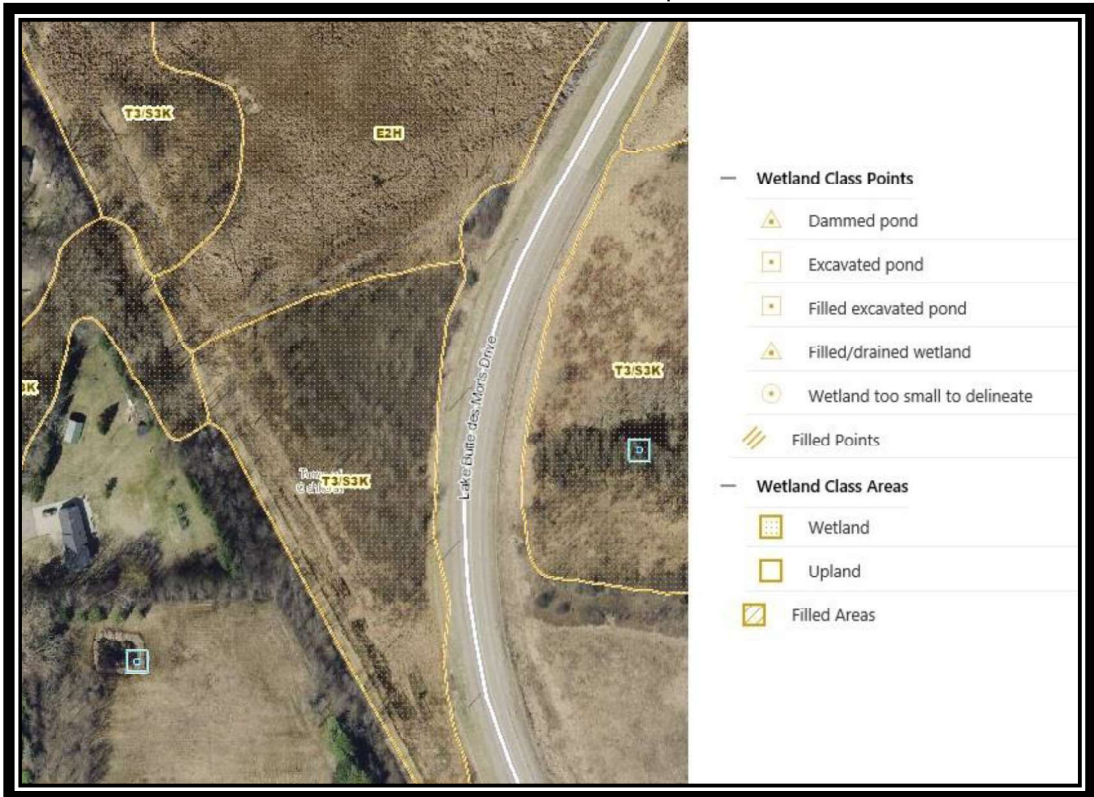 T3/S3K
E2H
T3/S3K
K
Lake Butte des Morts Drive
T3/S3K
Wetland Class Points
Dammed pond
Excavated pond
Filled excavated pond
Filled/drained wetland
Wetland too small to delineate
Filled Points
Wetland Class Areas
Wetland
Upland
Filled Areas